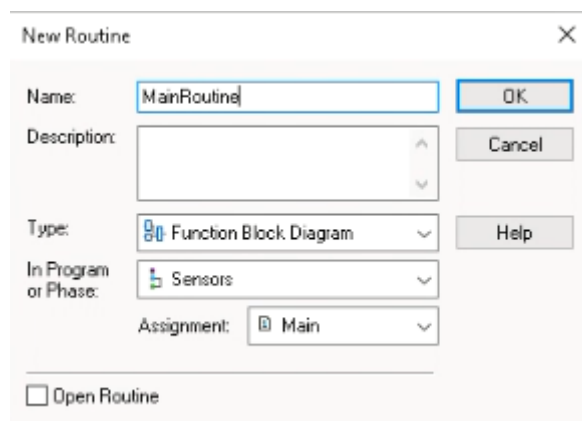 New Routine
Name: MainRoutine OK
Description: Cancel
Type: Function Block Diagram Help
In Program
or Phase: Sensors
Assignment: Main
Open Routine